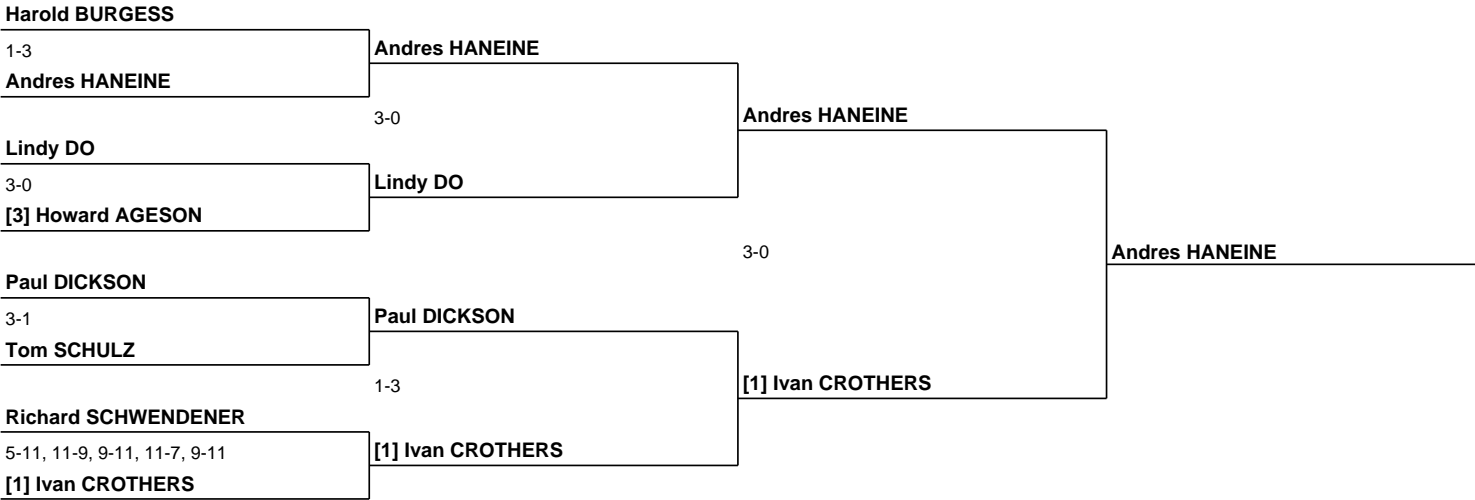 Harold BURGESS
1-3
Andres HANEINE
Andres HANEINE
3-0
Andres HANEINE
Lindy DO
3-0
Lindy DO
[3] Howard AGESON
3-0
Andres HANEINE
Paul DICKSON
3-1
Paul DICKSON
Tom SCHULZ
1-3
[1] Ivan CROTHERS
Richard SCHWENDENER
5-11, 11-9, 9-11, 11-7, 9-11
[1] Ivan CROTHERS
[1] Ivan CROTHERS